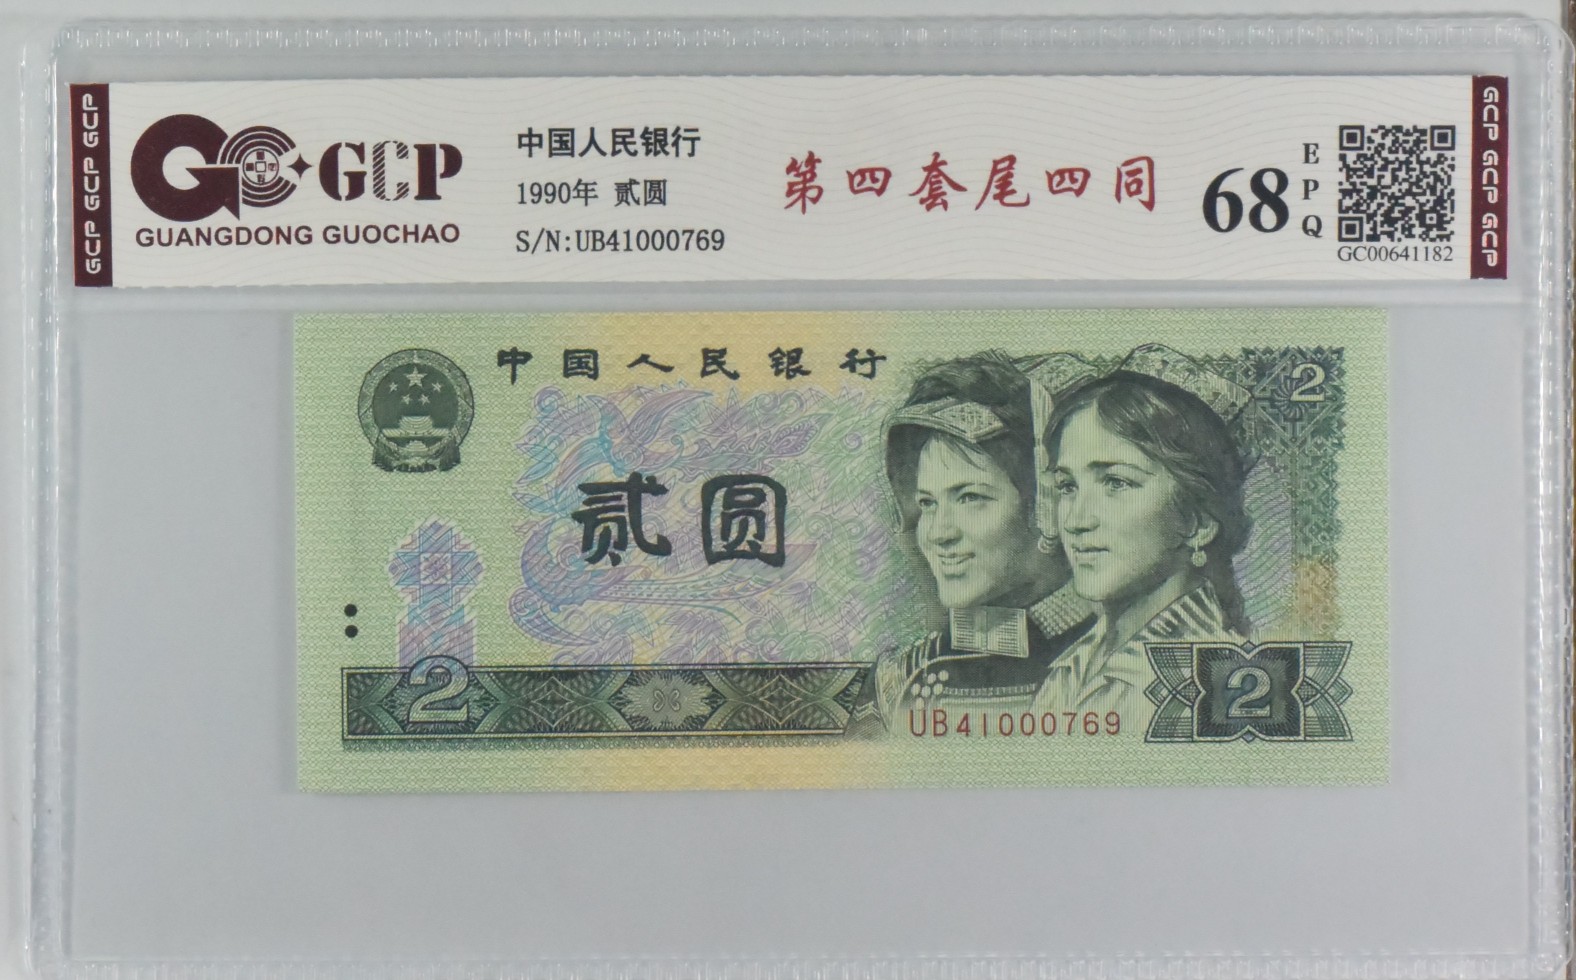 GCP GCP GCP
GCP
GUANGDONG GUOCHAO
中国人民银行
1990年 贰圆
S/N:UB41000769
第四套尾四同
68
EPQ
GC00641182
GCP GCP GCP
中国人民银行
2
贰圆
2
UB41000769
2